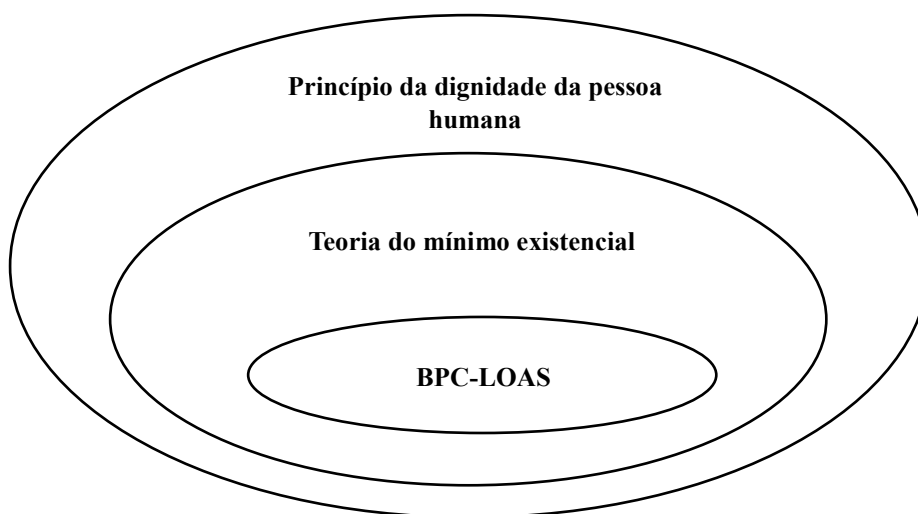 Princípio da dignidade da pessoa
humana
Teoria do mínimo existencial
BPC-LOAS